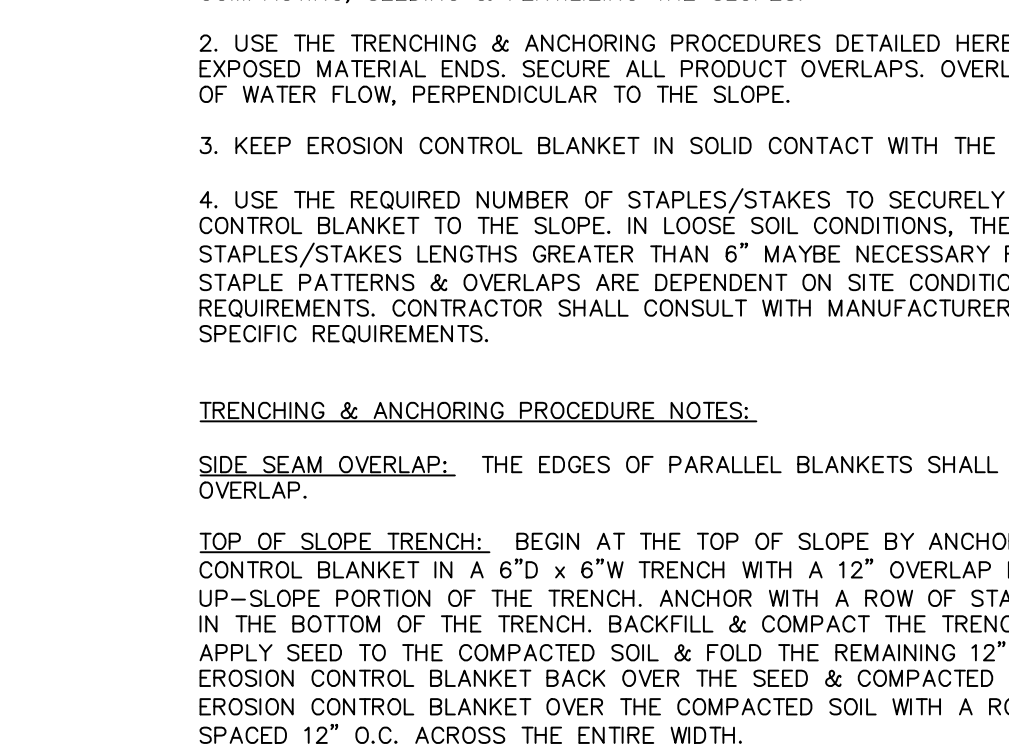 2. USE THE TRENCHING & ANCHORING PROCEDURES DETAILED HERE
EXPOSED MATERIAL ENDS. SECURE ALL PRODUCT OVERLAPS. OVERL
OF WATER FLOW, PERPENDICULAR TO THE SLOPE.
3. KEEP EROSION CONTROL BLANKET IN SOLID CONTACT WITH THE
4. USE THE REQUIRED NUMBER OF STAPLES/STAKES TO SECURELY
CONTROL BLANKET TO THE SLOPE. IN LOOSE SOIL CONDITIONS, THE
STAPLES/STAKES LENGTHS GREATER THAN 6” MAYBE NECESSARY
STAPLE PATTERNS & OVERLAPS ARE DEPENDENT ON SITE CONDITIO
REQUIREMENTS. CONTRACTOR SHALL CONSULT WITH MANUFACTURER
SPECIFIC REQUIREMENTS.
TRENCHING & ANCHORING PROCEDURE NOTES:
SIDE SEAM OVERLAP: THE EDGES OF PARALLEL BLANKETS SHALL
OVERLAP.
TOP OF SLOPE TRENCH: BEGIN AT THE TOP OF SLOPE BY ANCHO
CONTROL BLANKET IN A 6”D x 6”W TRENCH WITH A 12” OVERLAP
UP–SLOPE PORTION OF THE TRENCH. ANCHOR WITH A ROW OF STA
IN THE BOTTOM OF THE TRENCH. BACKFILL & COMPACT THE TRENC
APPLY SEED TO THE COMPACTED SOIL & FOLD THE REMAINING 12”
EROSION CONTROL BLANKET BACK OVER THE SEED & COMPACTED
EROSION CONTROL BLANKET OVER THE COMPACTED SOIL WITH A RO
SPACED 12” O.C. ACROSS THE ENTIRE WIDTH.